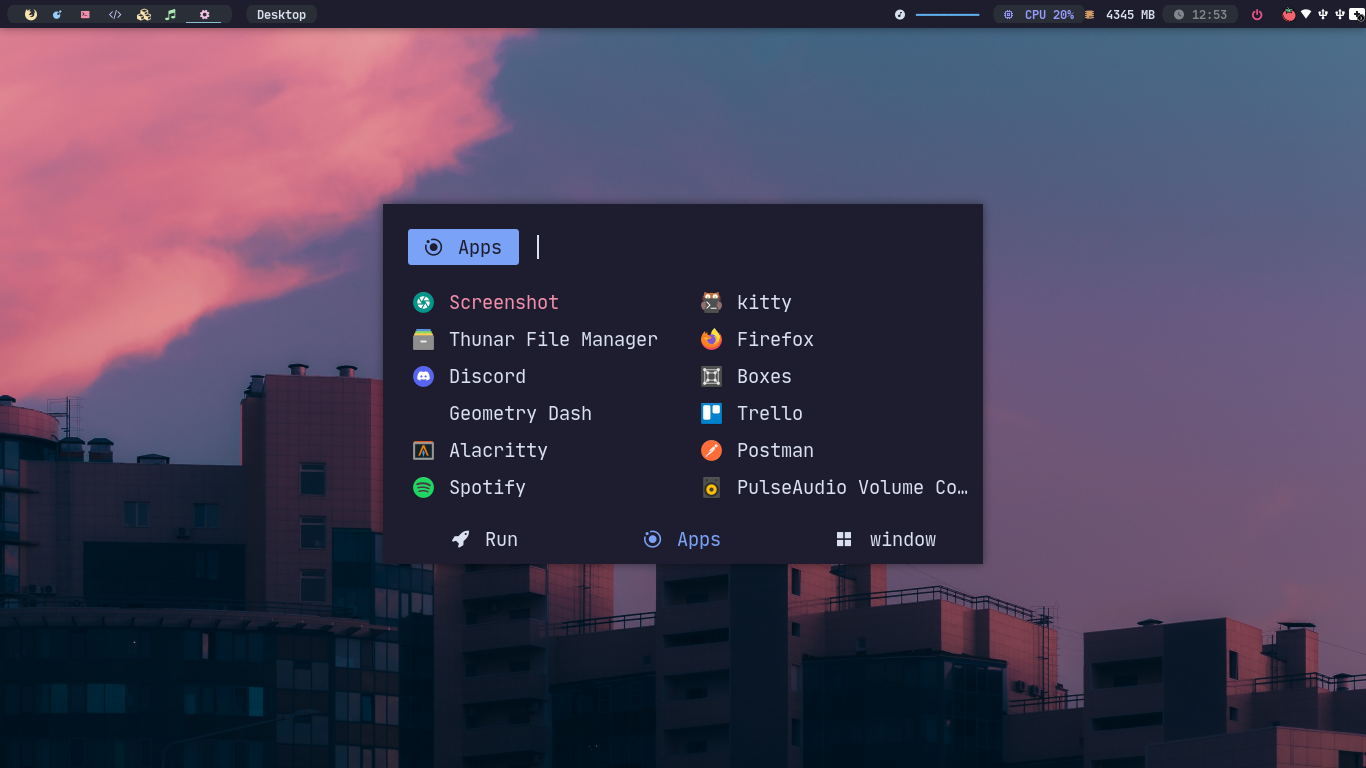 Desktop
CPU 20%
4345 MB
12:53
Apps
Screenshot
kitty
Thunar File Manager
Firefox
Discord
Boxes
Geometry Dash
Trello
Alacritty
Postman
Spotify
PulseAudio Volume Co…
Run
Apps
window